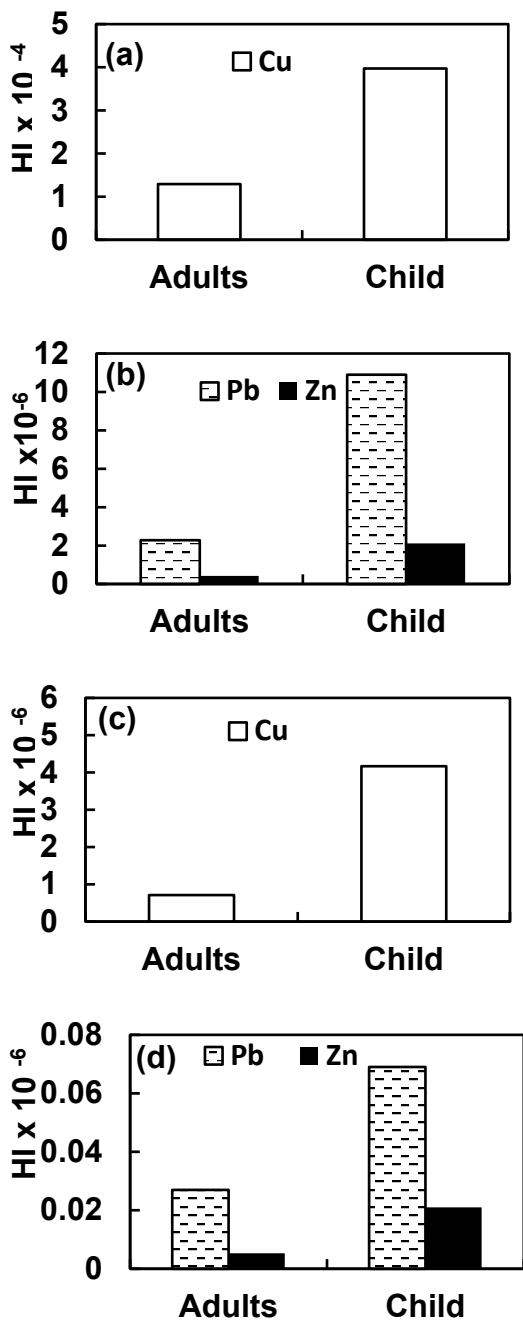 (a)
Cu
HI x 10 -4
5
4
3
2
1
0
Adults Child
(b)
Pb Zn
HI x10-6
12
10
8
6
4
2
0
Adults Child
(c)
Cu
HI x 10 -6
6
5
4
3
2
1
0
Adults Child
(d)
Pb Zn
HI x 10 -6
0.08
0.06
0.04
0.02
0
Adults Child